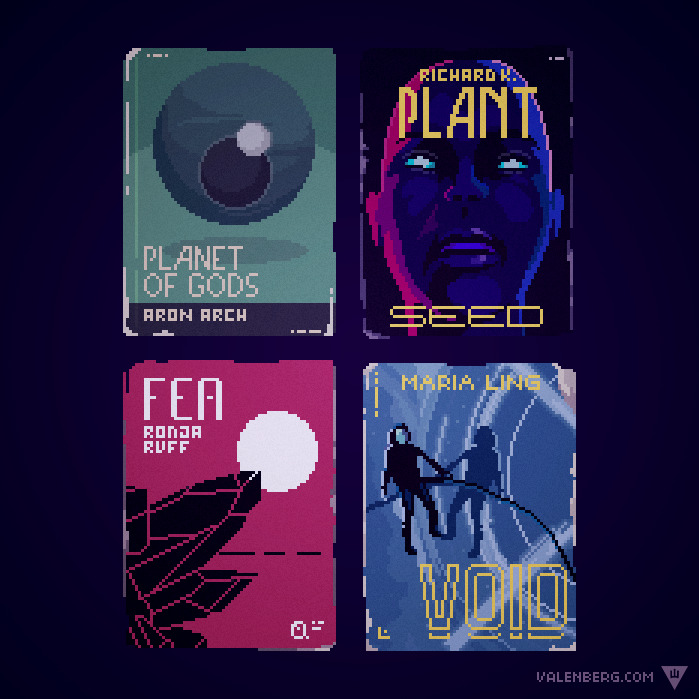 PLANET
OF GODS
ARON ARCH
RICHARD K.
PLANT
SEED
FEA
RONJA
RUFF
MARIA LING
VOID
VALENBERG.COM